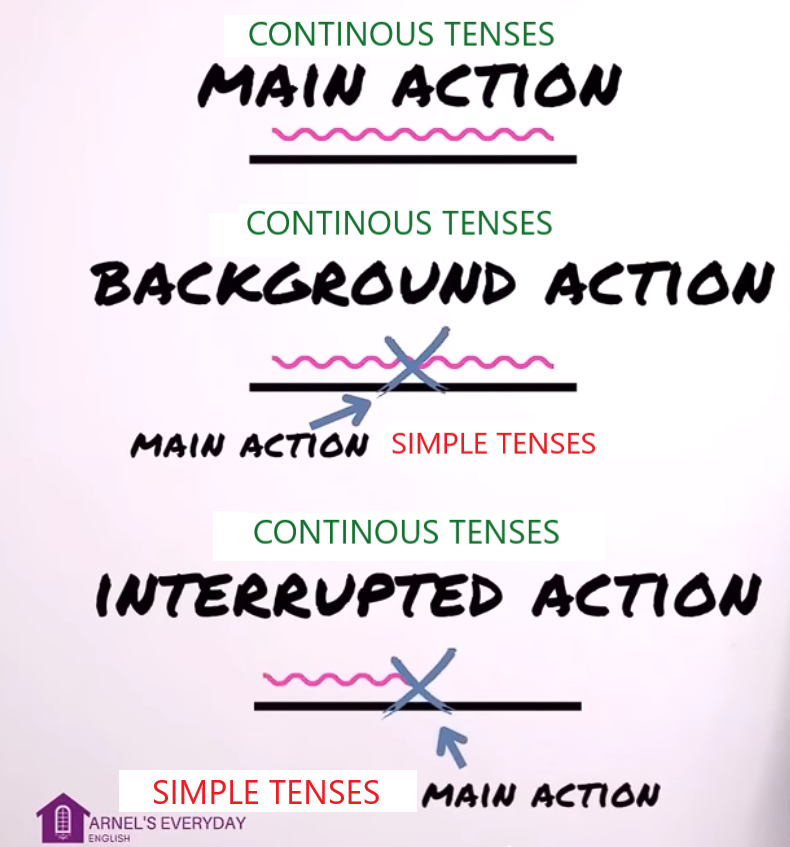 CONTINOUS TENSES
MAIN ACTION
CONTINOUS TENSES
BACKGROUND ACTION
MAIN ACTION SIMPLE TENSES
CONTINOUS TENSES
INTERRUPTED ACTION
SIMPLE TENSES MAIN ACTION
ARNEL'S EVERYDAY
ENGLISH